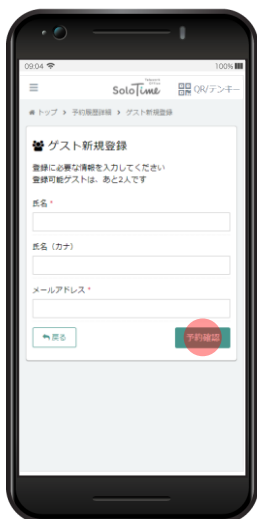 09:04 100%
SoloTime QR/テンキー
トップ > 予約履歴詳細 > ゲスト新規登録
ゲスト新規登録
登録に必要な情報を入力してください
登録可能ゲストは、あと2人です
氏名 *
氏名（カナ）
メールアドレス *
戻る 予約確認